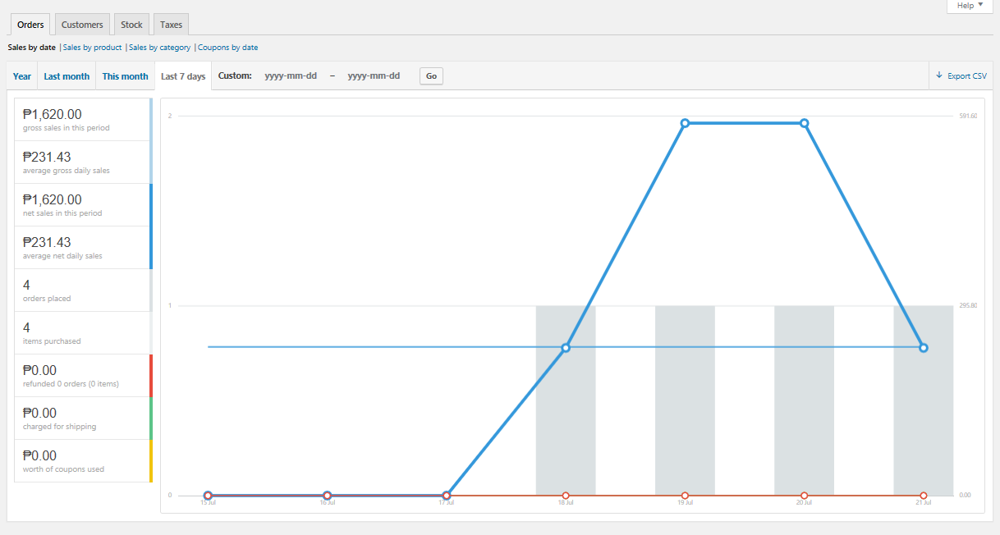 Help ▼
Orders Customers Stock Taxes
Sales by date | Sales by product | Sales by category | Coupons by date
Year Last month This month Last 7 days Custom: yyyy-mm-dd – yyyy-mm-dd Go Export CSV
₱1,620.00
gross sales in this period
₱231.43
average gross daily sales
₱1,620.00
net sales in this period
₱231.43
average net daily sales
4
orders placed
4
items purchased
₱0.00
refunded 0 orders (0 items)
₱0.00
charged for shipping
₱0.00
worth of coupons used
2 591.60
1 295.80
0 0.00
15 Jul 16 Jul 17 Jul 18 Jul 19 Jul 20 Jul 21 Jul